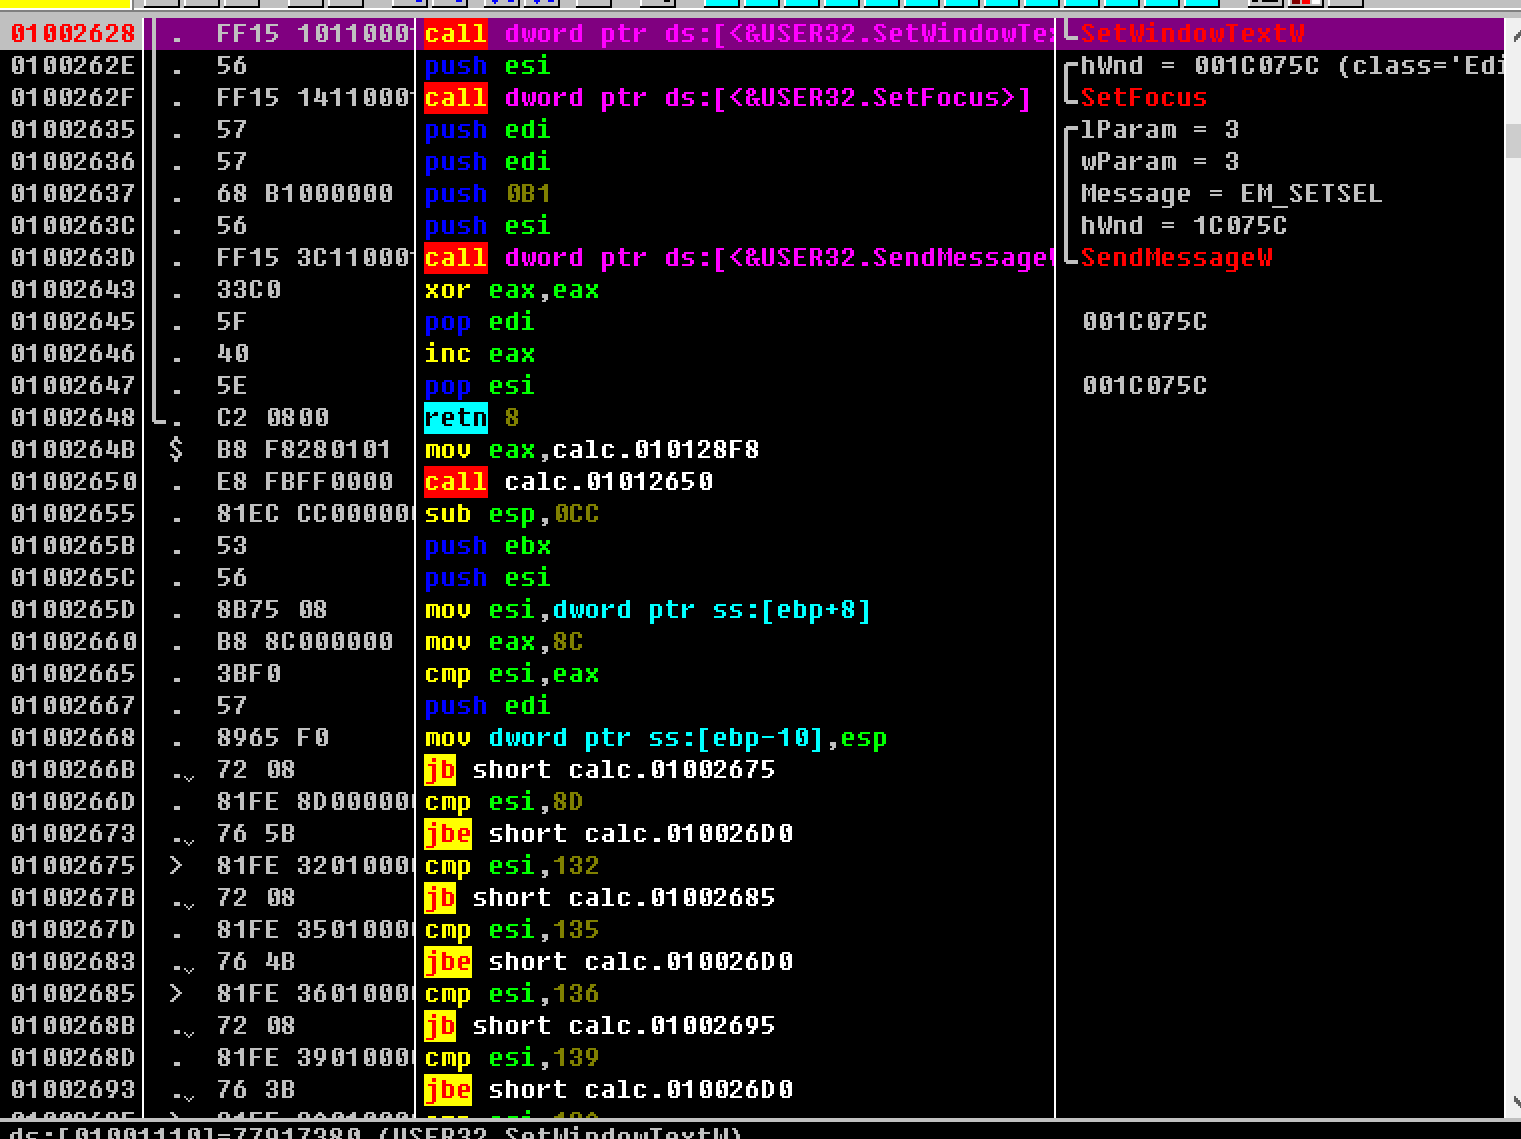 01002628 . FF15 1011000 call dword ptr ds:[<&USER32.SetWindowTe SetWindowTextW
0100262E . 56 push esi hWnd = 001C075C (class='Edi
0100262F . FF15 1411000 call dword ptr ds:[<&USER32.SetFocus>] SetFocus
01002635 . 57 push edi lParam = 3
01002636 . 57 push edi wParam = 3
01002637 . 68 B1000000 push 0B1 Message = EM_SETSEL
0100263C . 56 push esi hWnd = 1C075C
0100263D . FF15 3C11000 call dword ptr ds:[<&USER32.SendMessageW SendMessageW
01002643 . 33C0 xor eax,eax
01002645 . 5F pop edi 001C075C
01002646 . 40 inc eax
01002647 . 5E pop esi 001C075C
01002648 . C2 0800 retn 8
0100264B $ B8 F8280101 mov eax,calc.010128F8
01002650 . E8 FBFF0000 call calc.01012650
01002655 . 81EC CC00000 sub esp,0CC
0100265B . 53 push ebx
0100265C . 56 push esi
0100265D . 8B75 08 mov esi,dword ptr ss:[ebp+8]
01002660 . B8 8C000000 mov eax,8C
01002665 . 3BF0 cmp esi,eax
01002667 . 57 push edi
01002668 . 8965 F0 mov dword ptr ss:[ebp-10],esp
0100266B .v 72 08 jb short calc.01002675
0100266D . 81FE 8D00000 cmp esi,8D
01002673 .v 76 5B jbe short calc.010026D0
01002675 > 81FE 3201000 cmp esi,132
0100267B .v 72 08 jb short calc.01002685
0100267D . 81FE 3501000 cmp esi,135
01002683 .v 76 4B jbe short calc.010026D0
01002685 > 81FE 3601000 cmp esi,136
0100268B .v 72 08 jb short calc.01002695
0100268D . 81FE 3901000 cmp esi,139
01002693 .v 76 3B jbe short calc.010026D0
ds:[01001110]=77917380 (USER32.SetWindowTextW)